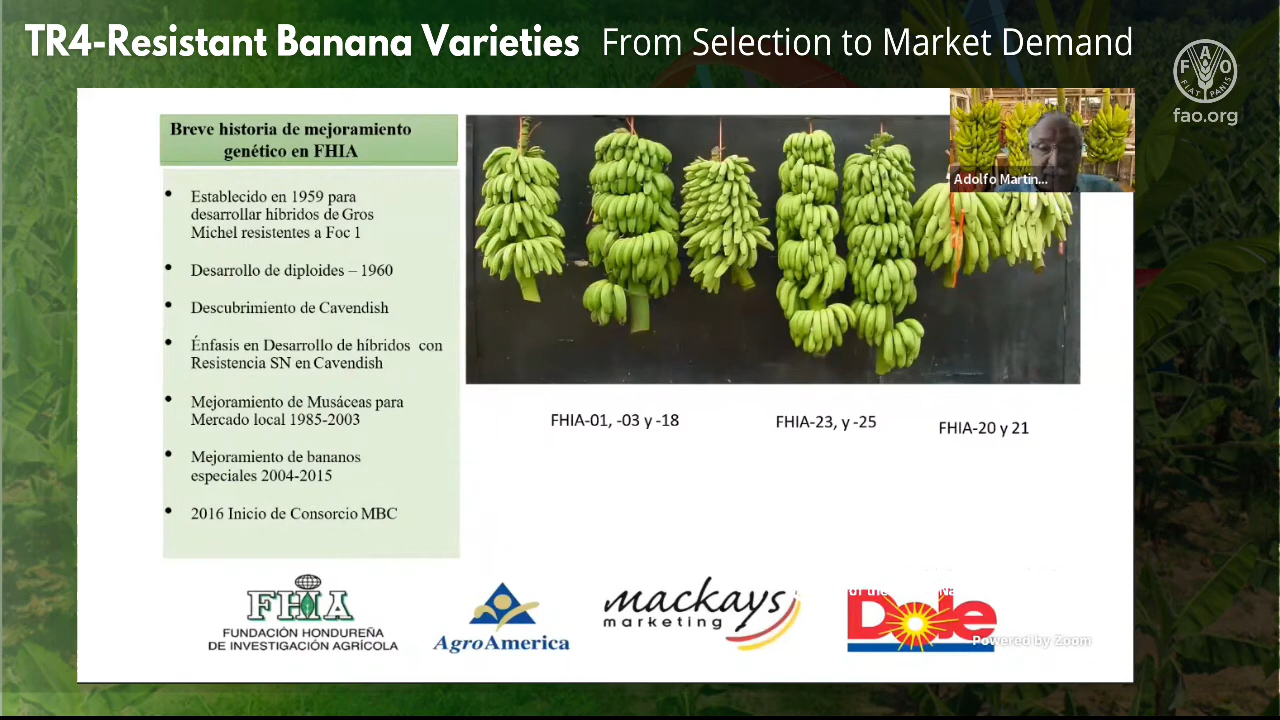 TR4-Resistant Banana Varieties From Selection to Market Demand
F A O
FIAT PANIS
fao.org
Adolfo Martin...
Breve historia de mejoramiento
genético en FHIA
• Establecido en 1959 para
desarrollar híbridos de Gros
Michel resistentes a Foc 1
• Desarrollo de diploides – 1960
• Descubrimiento de Cavendish
• Énfasis en Desarrollo de híbridos con
Resistencia SN en Cavendish
• Mejoramiento de Musáceas para
Mercado local 1985-2003
• Mejoramiento de bananos
especiales 2004-2015
• 2016 Inicio de Consorcio MBC
FHIA-01, -03 y -18
FHIA-23, y -25
FHIA-20 y 21
FHIA
FUNDACIÓN HONDUREÑA
DE INVESTIGACIÓN AGRÍCOLA
AgroAmerica
mackays
marketing
Dole
Powered by Zoom